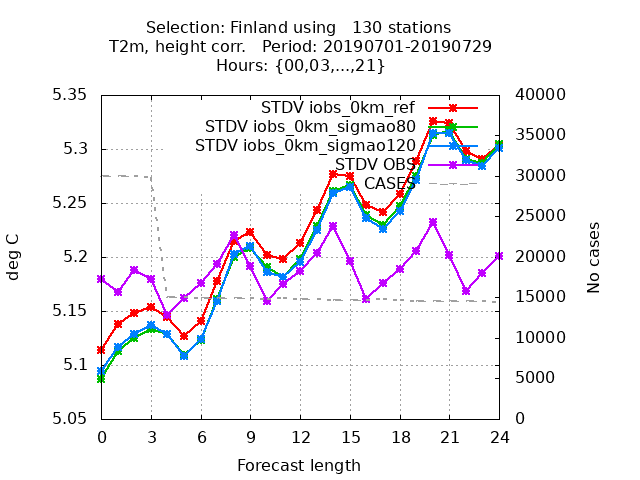 Selection: Finland using   130 stations
T2m, height corr.   Period: 20190701-20190729
Hours: {00,03,...,21}
STDV iobs_0km_ref
STDV iobs_0km_sigmao80
STDV iobs_0km_sigmao120
STDV OBS
CASES
deg C
5.35
5.3
5.25
5.2
5.15
5.1
5.05
40000
35000
30000
25000
20000
15000
10000
5000
0
No cases
0 3 6 9 12 15 18 21 24
Forecast length